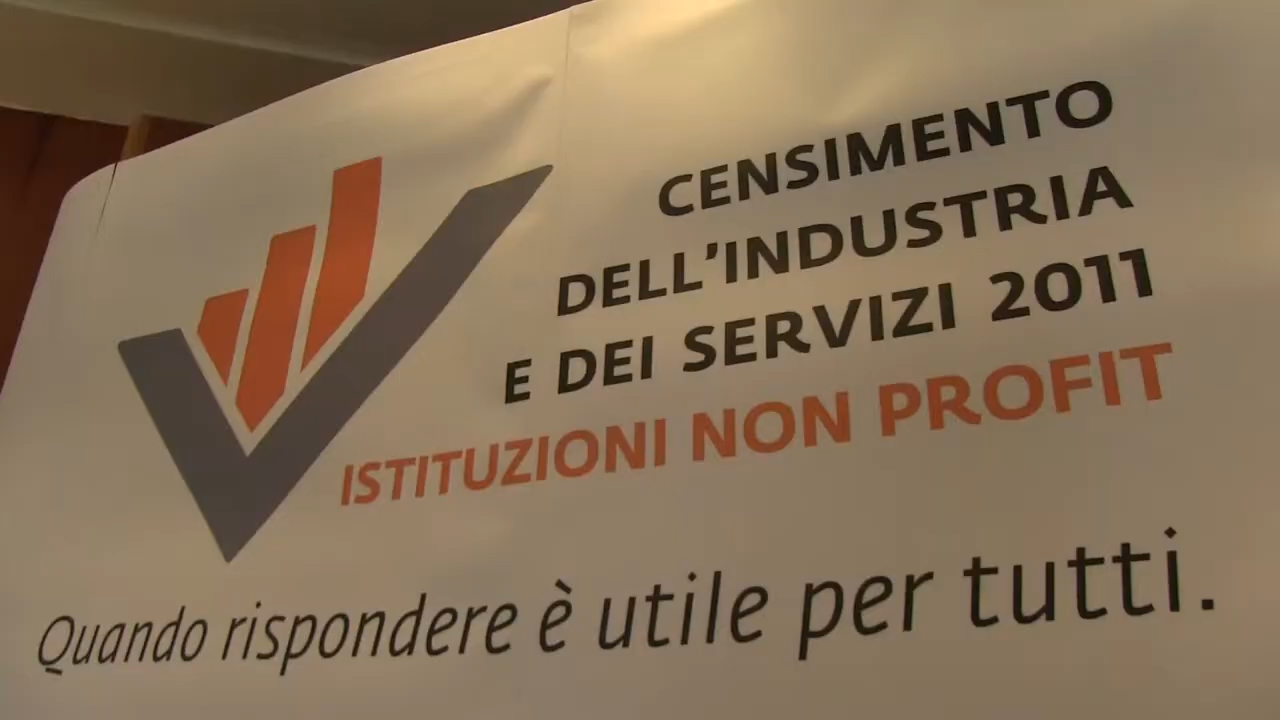 CENSIMENTO
DELL'INDUSTRIA
E DEI SERVIZI 2011
ISTITUZIONI NON PROFIT
Quando rispondere è utile per tutti.